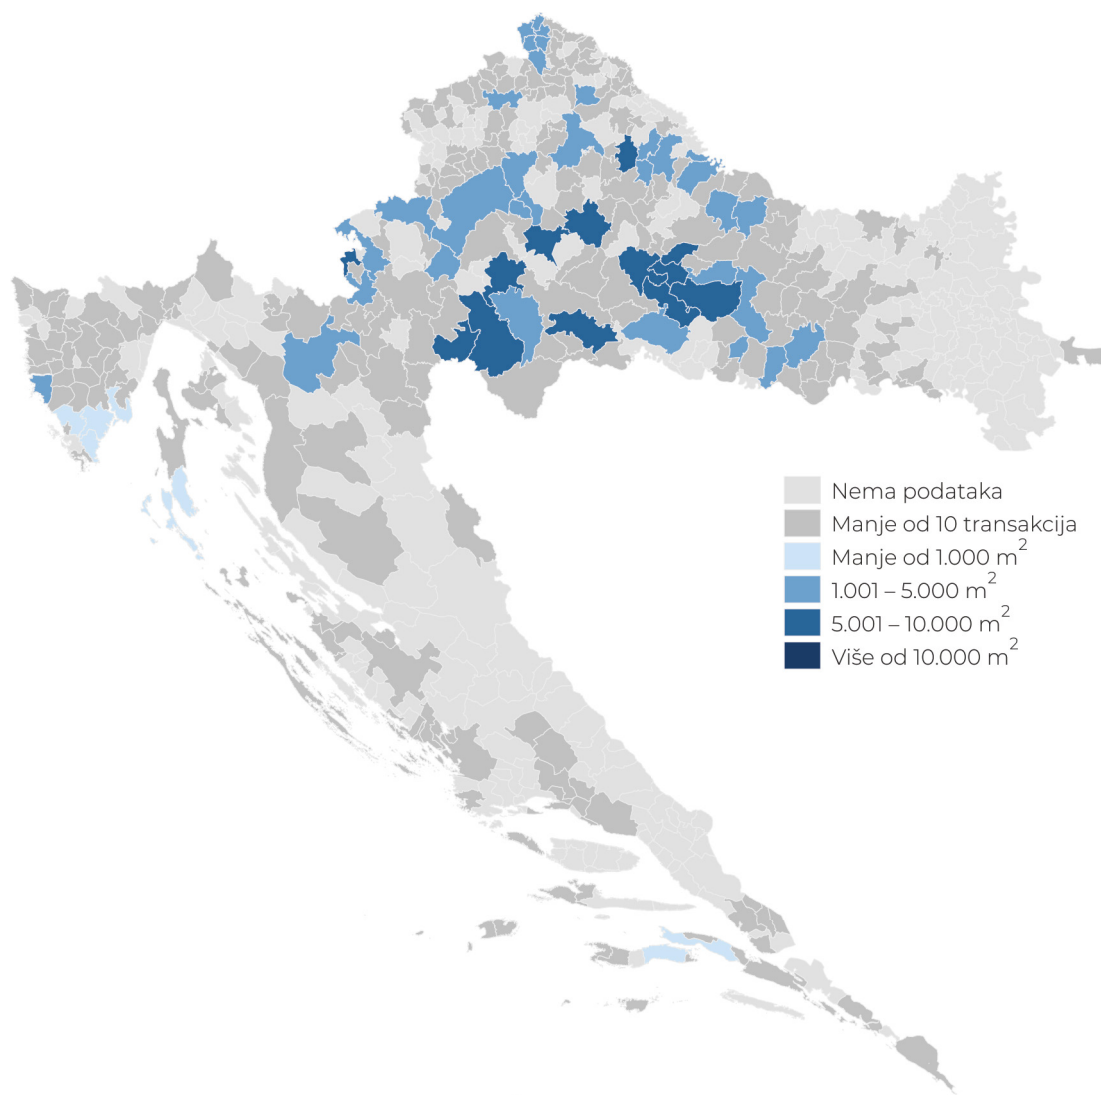 Nema podataka
Manje od 10 transakcija
Manje od 1.000 m²
1.001 – 5.000 m²
5.001 – 10.000 m²
Više od 10.000 m²